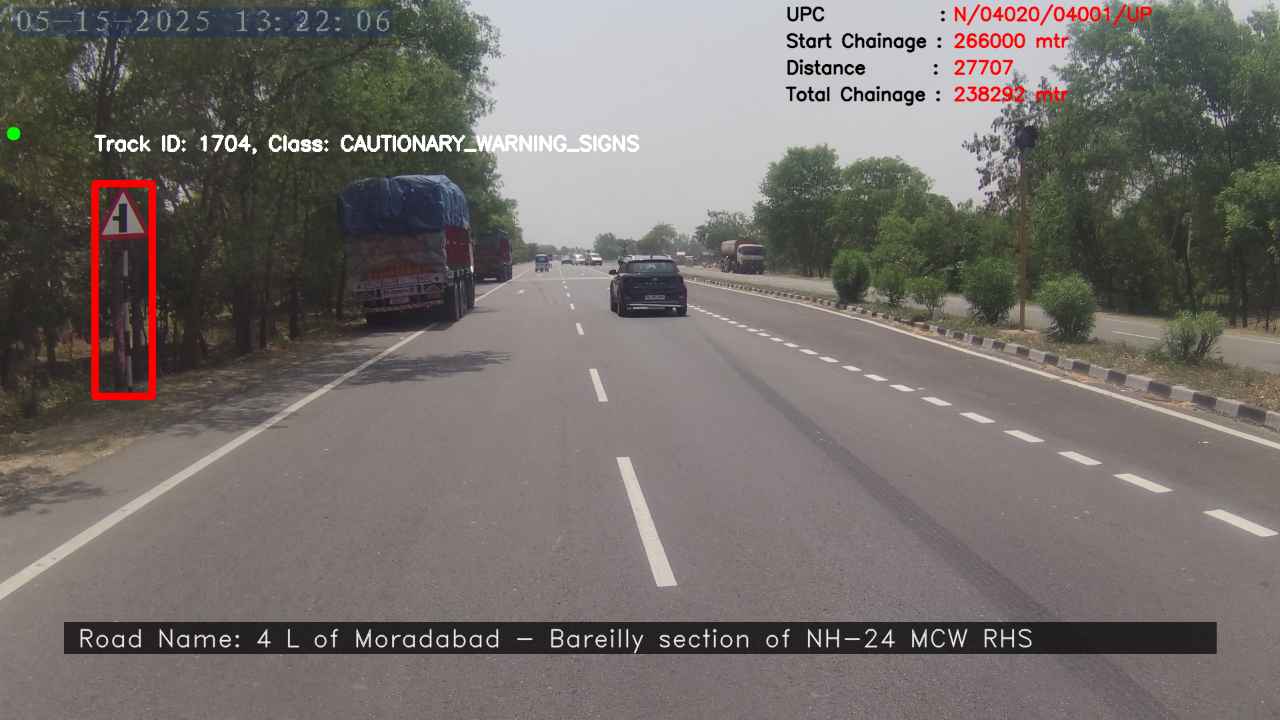 05-15-2025 13:22:06
UPC : N/04020/04001/UP
Start Chainage : 266000 mtr
Distance : 27707
Total Chainage : 238292 mtr
Track ID: 1704, Class: CAUTIONARY_WARNING_SIGNS
Road Name: 4 L of Moradabad - Bareilly section of NH-24 MCW RHS